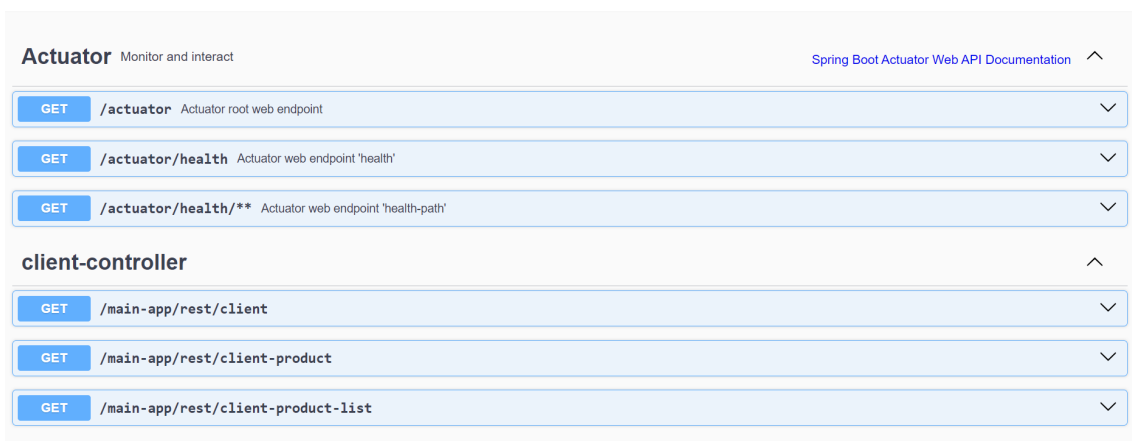 Actuator Monitor and interact Spring Boot Actuator Web API Documentation
GET /actuator Actuator root web endpoint
GET /actuator/health Actuator web endpoint 'health'
GET /actuator/health/** Actuator web endpoint 'health-path'
client-controller
GET /main-app/rest/client
GET /main-app/rest/client-product
GET /main-app/rest/client-product-list